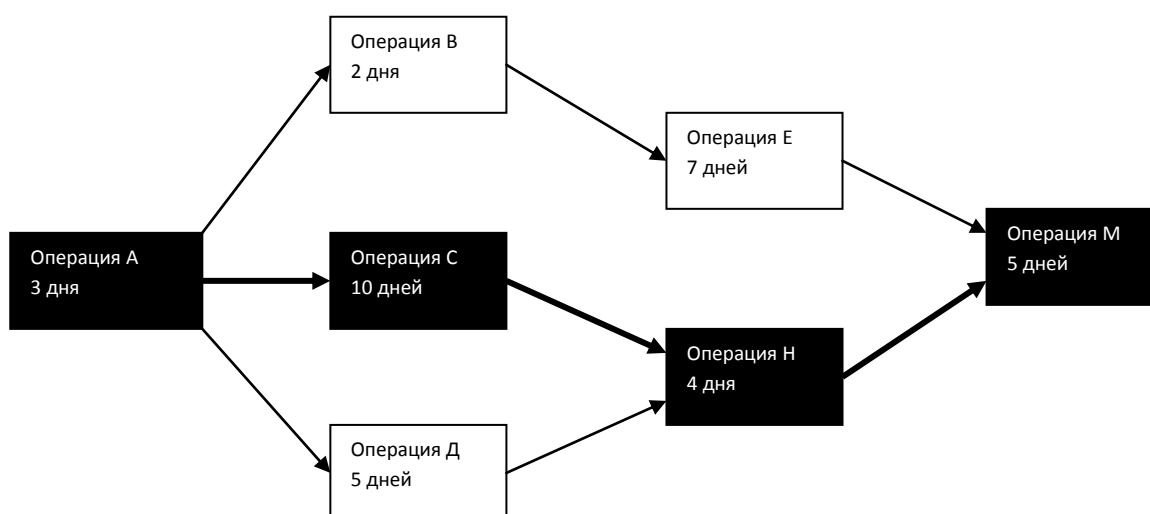 Операция В
2 дня
Операция Е
7 дней
Операция А
3 дня
Операция С
10 дней
Операция М
5 дней
Операция Н
4 дня
Операция Д
5 дней